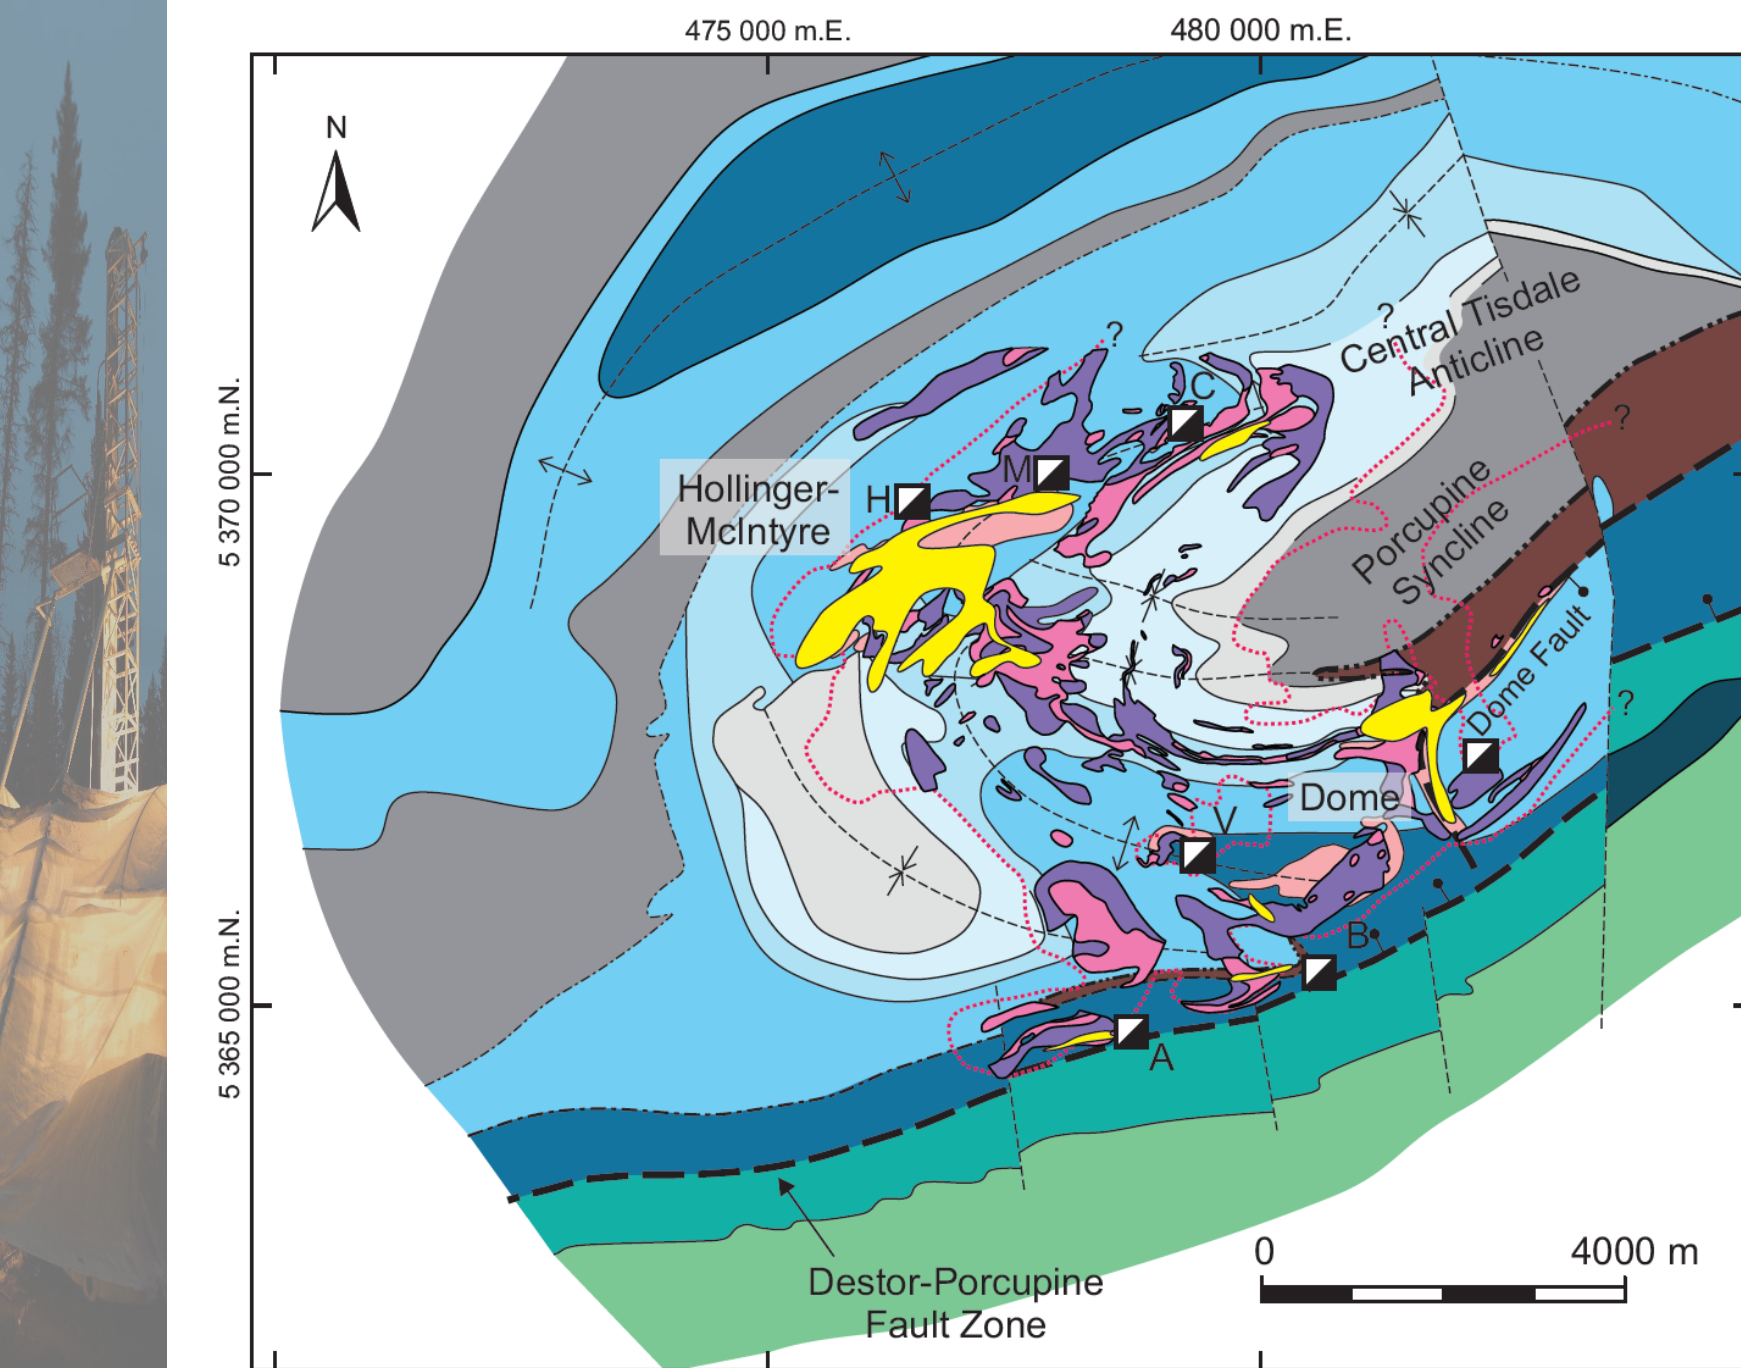 475 000 m.E.
480 000 m.E.
N
?
?
Central Tisdale
Anticline
C
?
5 370 000 m.N.
M
H
Hollinger-
McIntyre
Porcupine
Syncline
Dome Fault
?
Dome
V
B
5 365 000 m.N.
A
0
4000 m
Destor-Porcupine
Fault Zone